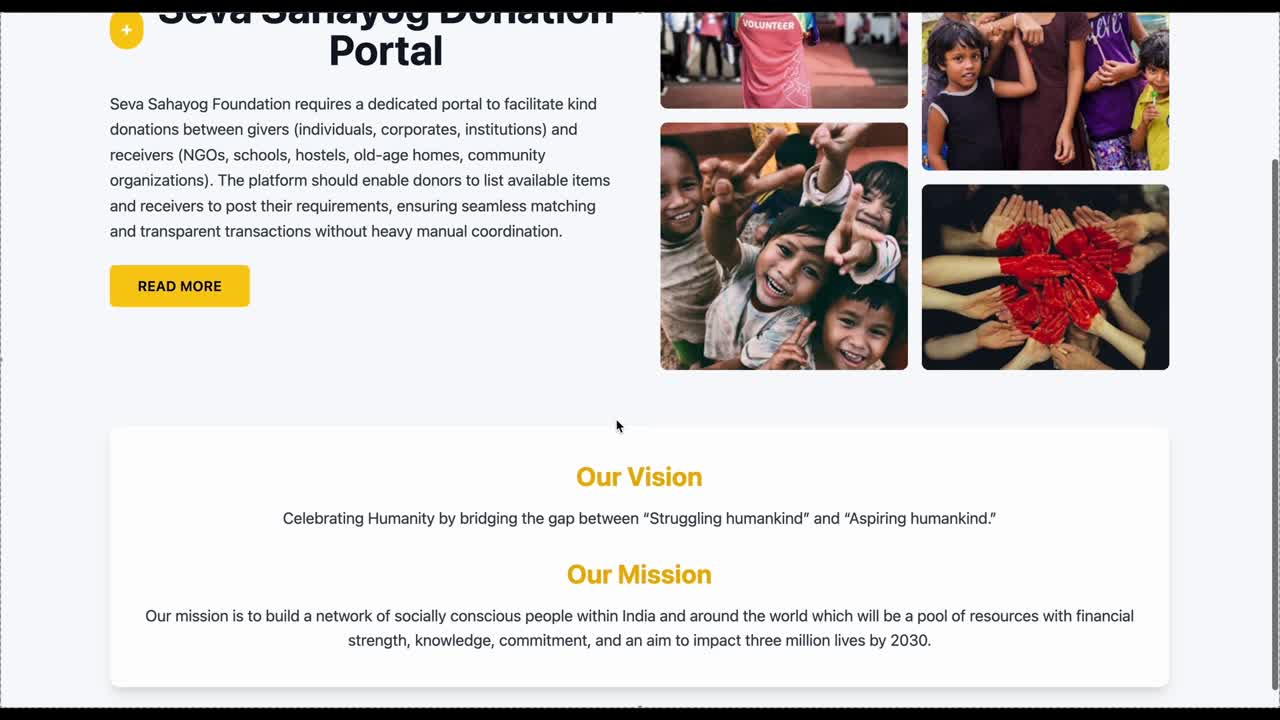 Seva Sahayog Donation
Portal
Seva Sahayog Foundation requires a dedicated portal to facilitate kind
donations between givers (individuals, corporates, institutions) and
receivers (NGOs, schools, hostels, old-age homes, community
organizations). The platform should enable donors to list available items
and receivers to post their requirements, ensuring seamless matching
and transparent transactions without heavy manual coordination.
READ MORE
VOLUNTEER
Our Vision
Celebrating Humanity by bridging the gap between “Struggling humankind” and “Aspiring humankind.”
Our Mission
Our mission is to build a network of socially conscious people within India and around the world which will be a pool of resources with financial
strength, knowledge, commitment, and an aim to impact three million lives by 2030.